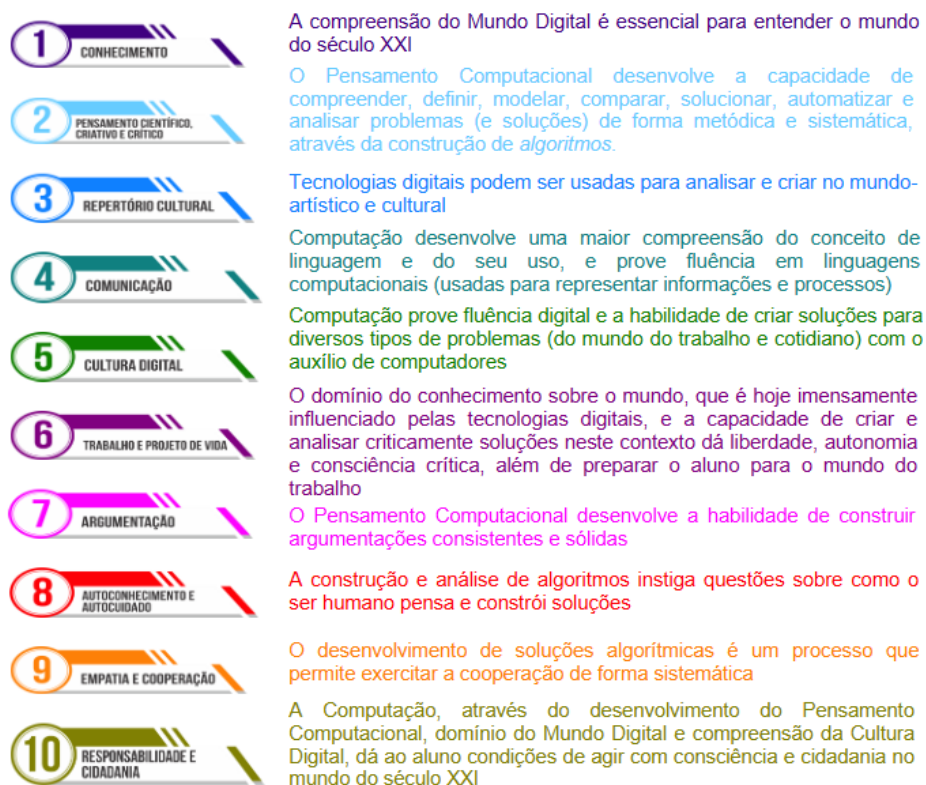 1 CONHECIMENTO
A compreensão do Mundo Digital é essencial para entender o mundo
do século XXI
2 PENSAMENTO CIENTÍFICO,
CRIATIVO E CRÍTICO
O Pensamento Computacional desenvolve a capacidade de
compreender, definir, modelar, comparar, solucionar, automatizar e
analisar problemas (e soluções) de forma metódica e sistemática,
através da construção de algoritmos.
3 REPERTÓRIO CULTURAL
Tecnologias digitais podem ser usadas para analisar e criar no mundo-
artístico e cultural
4 COMUNICAÇÃO
Computação desenvolve uma maior compreensão do conceito de
linguagem e do seu uso, e prove fluência em linguagens
computacionais (usadas para representar informações e processos)
5 CULTURA DIGITAL
Computação prove fluência digital e a habilidade de criar soluções para
diversos tipos de problemas (do mundo do trabalho e cotidiano) com o
auxílio de computadores
6 TRABALHO E PROJETO DE VIDA
O domínio do conhecimento sobre o mundo, que é hoje imensamente
influenciado pelas tecnologias digitais, e a capacidade de criar e
analisar criticamente soluções neste contexto dá liberdade, autonomia
e consciência crítica, além de preparar o aluno para o mundo do
trabalho
7 ARGUMENTAÇÃO
O Pensamento Computacional desenvolve a habilidade de construir
argumentações consistentes e sólidas
8 AUTOCONHECIMENTO E
AUTOCUIDADO
A construção e análise de algoritmos instiga questões sobre como o
ser humano pensa e constrói soluções
9 EMPATIA E COOPERAÇÃO
O desenvolvimento de soluções algorítmicas é um processo que
permite exercitar a cooperação de forma sistemática
10 RESPONSABILIDADE E
CIDADANIA
A Computação, através do desenvolvimento do Pensamento
Computacional, domínio do Mundo Digital e compreensão da Cultura
Digital, dá ao aluno condições de agir com consciência e cidadania no
mundo do século XXI